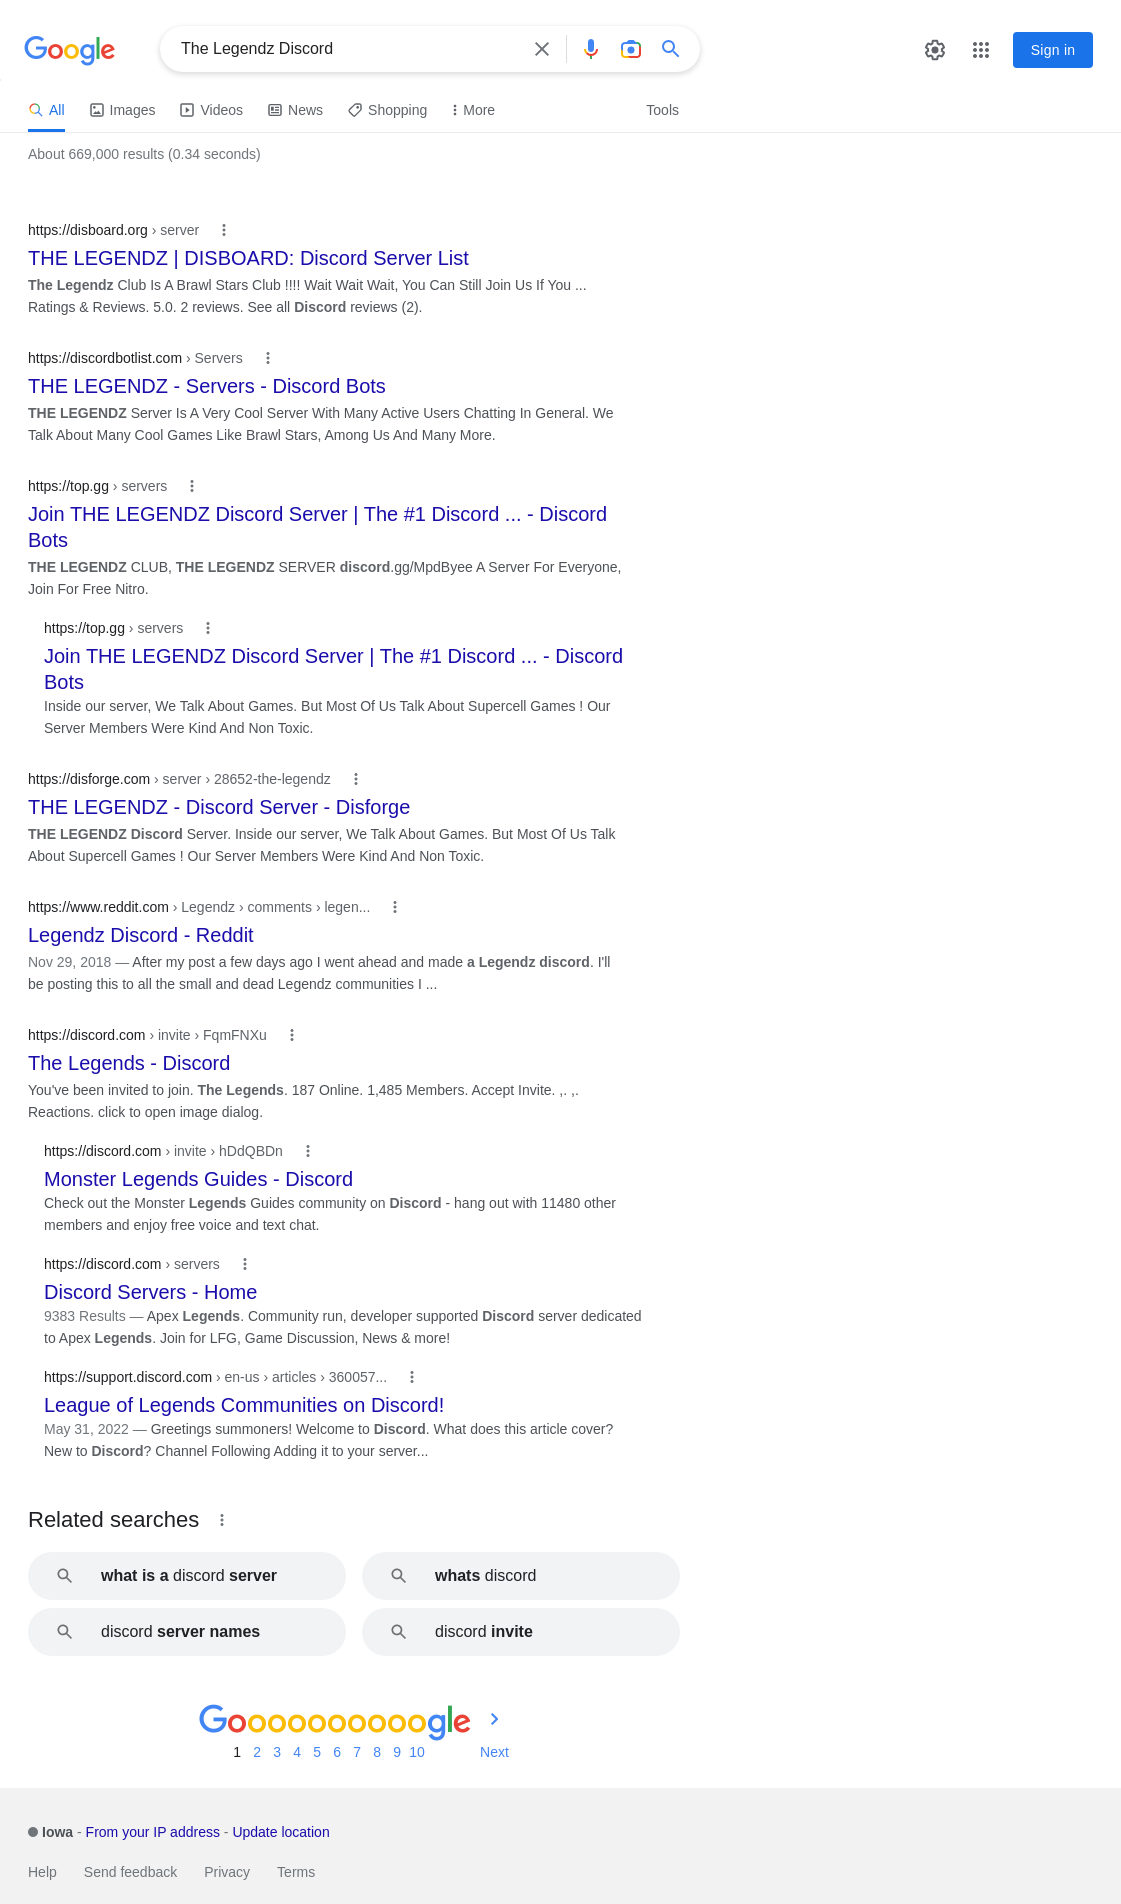 Google
The Legendz Discord
Sign in
All
Images
Videos
News
Shopping
More
Tools
About 669,000 results (0.34 seconds)
https://disboard.org › server
THE LEGENDZ | DISBOARD: Discord Server List
The Legendz Club Is A Brawl Stars Club !!!! Wait Wait Wait, You Can Still Join Us If You ...
Ratings & Reviews. 5.0. 2 reviews. See all Discord reviews (2).
https://discordbotlist.com › Servers
THE LEGENDZ - Servers - Discord Bots
THE LEGENDZ Server Is A Very Cool Server With Many Active Users Chatting In General. We
Talk About Many Cool Games Like Brawl Stars, Among Us And Many More.
https://top.gg › servers
Join THE LEGENDZ Discord Server | The #1 Discord ... - Discord
Bots
THE LEGENDZ CLUB, THE LEGENDZ SERVER discord.gg/MpdByee A Server For Everyone,
Join For Free Nitro.
https://top.gg › servers
Join THE LEGENDZ Discord Server | The #1 Discord ... - Discord
Bots
Inside our server, We Talk About Games. But Most Of Us Talk About Supercell Games ! Our
Server Members Were Kind And Non Toxic.
https://disforge.com › server › 28652-the-legendz
THE LEGENDZ - Discord Server - Disforge
THE LEGENDZ Discord Server. Inside our server, We Talk About Games. But Most Of Us Talk
About Supercell Games ! Our Server Members Were Kind And Non Toxic.
https://www.reddit.com › Legendz › comments › legen...
Legendz Discord - Reddit
Nov 29, 2018 — After my post a few days ago I went ahead and made a Legendz discord. I'll
be posting this to all the small and dead Legendz communities I ...
https://discord.com › invite › FqmFNXu
The Legends - Discord
You've been invited to join. The Legends. 187 Online. 1,485 Members. Accept Invite. ,. ,.
Reactions. click to open image dialog.
https://discord.com › invite › hDdQBDn
Monster Legends Guides - Discord
Check out the Monster Legends Guides community on Discord - hang out with 11480 other
members and enjoy free voice and text chat.
https://discord.com › servers
Discord Servers - Home
9383 Results — Apex Legends. Community run, developer supported Discord server dedicated
to Apex Legends. Join for LFG, Game Discussion, News & more!
https://support.discord.com › en-us › articles › 360057...
League of Legends Communities on Discord!
May 31, 2022 — Greetings summoners! Welcome to Discord. What does this article cover?
New to Discord? Channel Following Adding it to your server...
Related searches
what is a discord server
whats discord
discord server names
discord invite
Goooooooooogle
1 2 3 4 5 6 7 8 9 10 Next
Iowa - From your IP address - Update location
Help Send feedback Privacy Terms